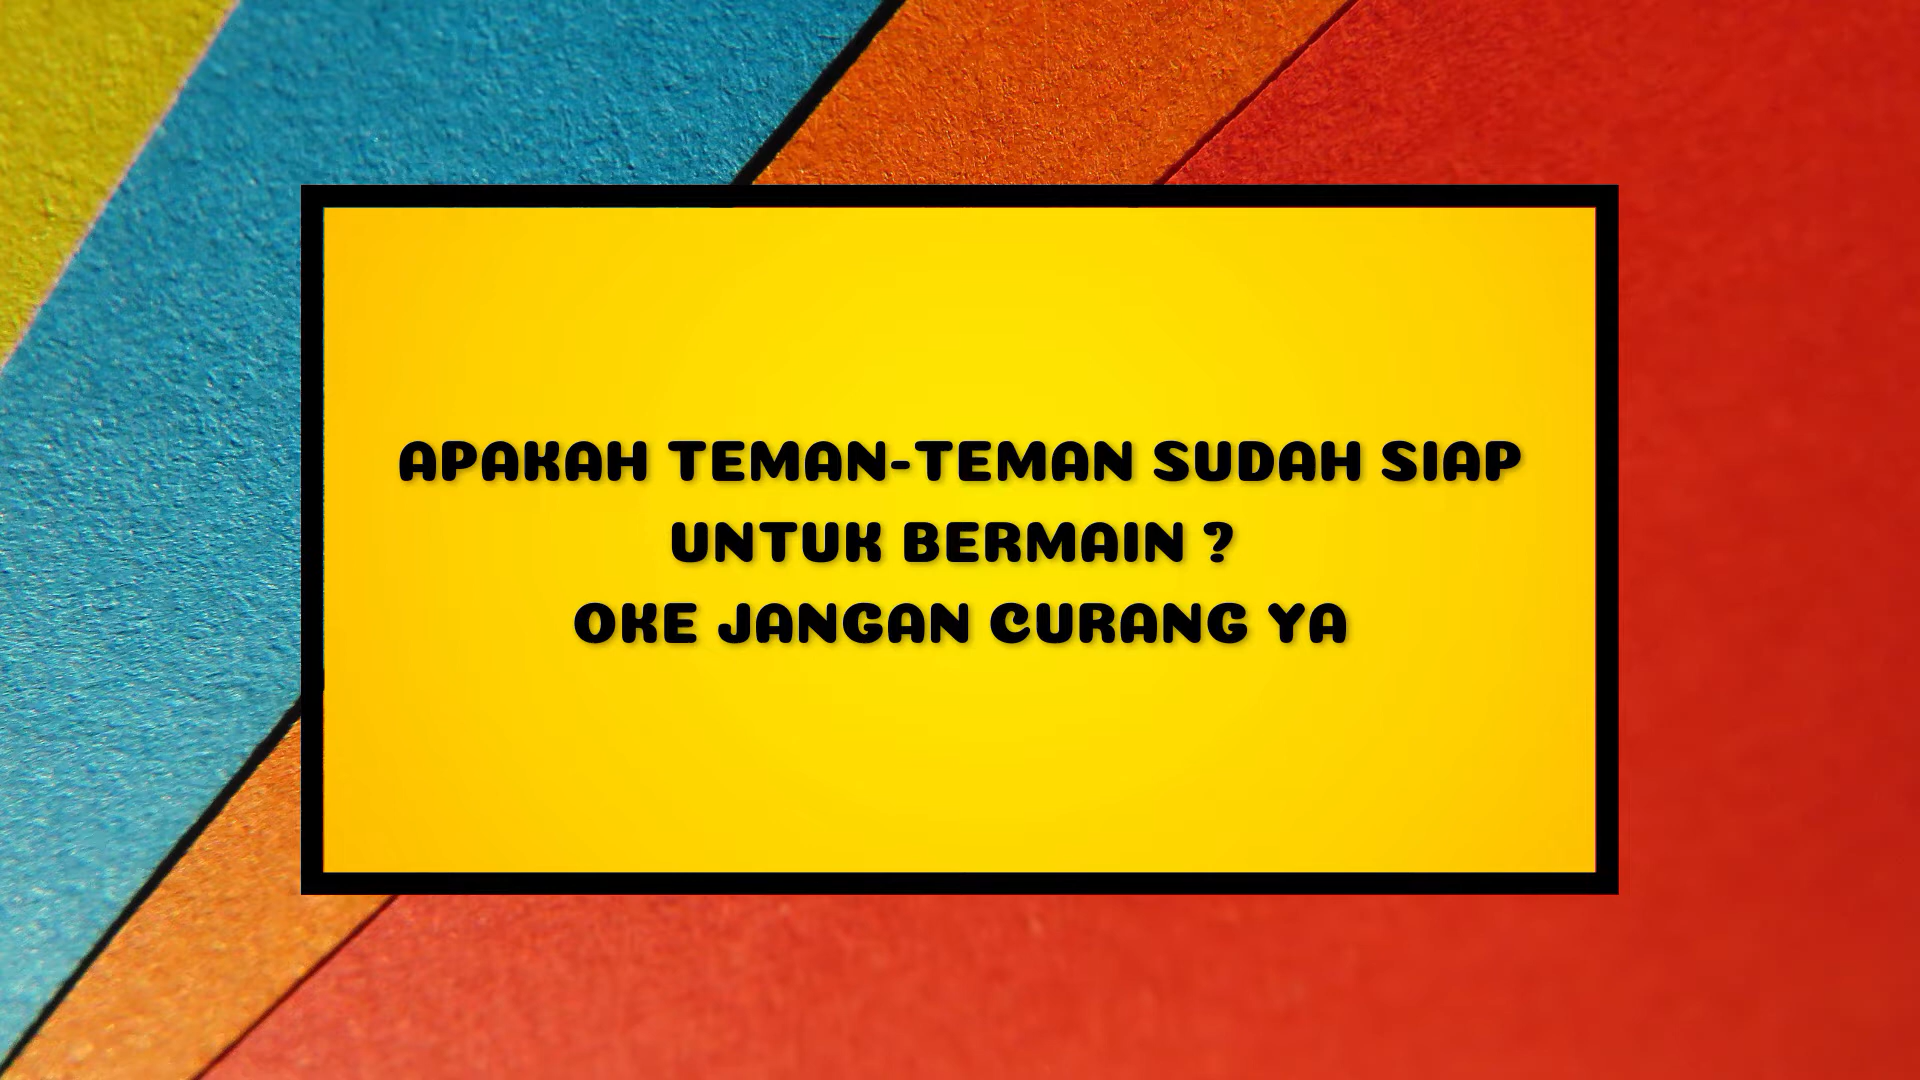 APAKAH TEMAN-TEMAN SUDAH SIAP
UNTUK BERMAIN ?
OKE JANGAN CURANG YA